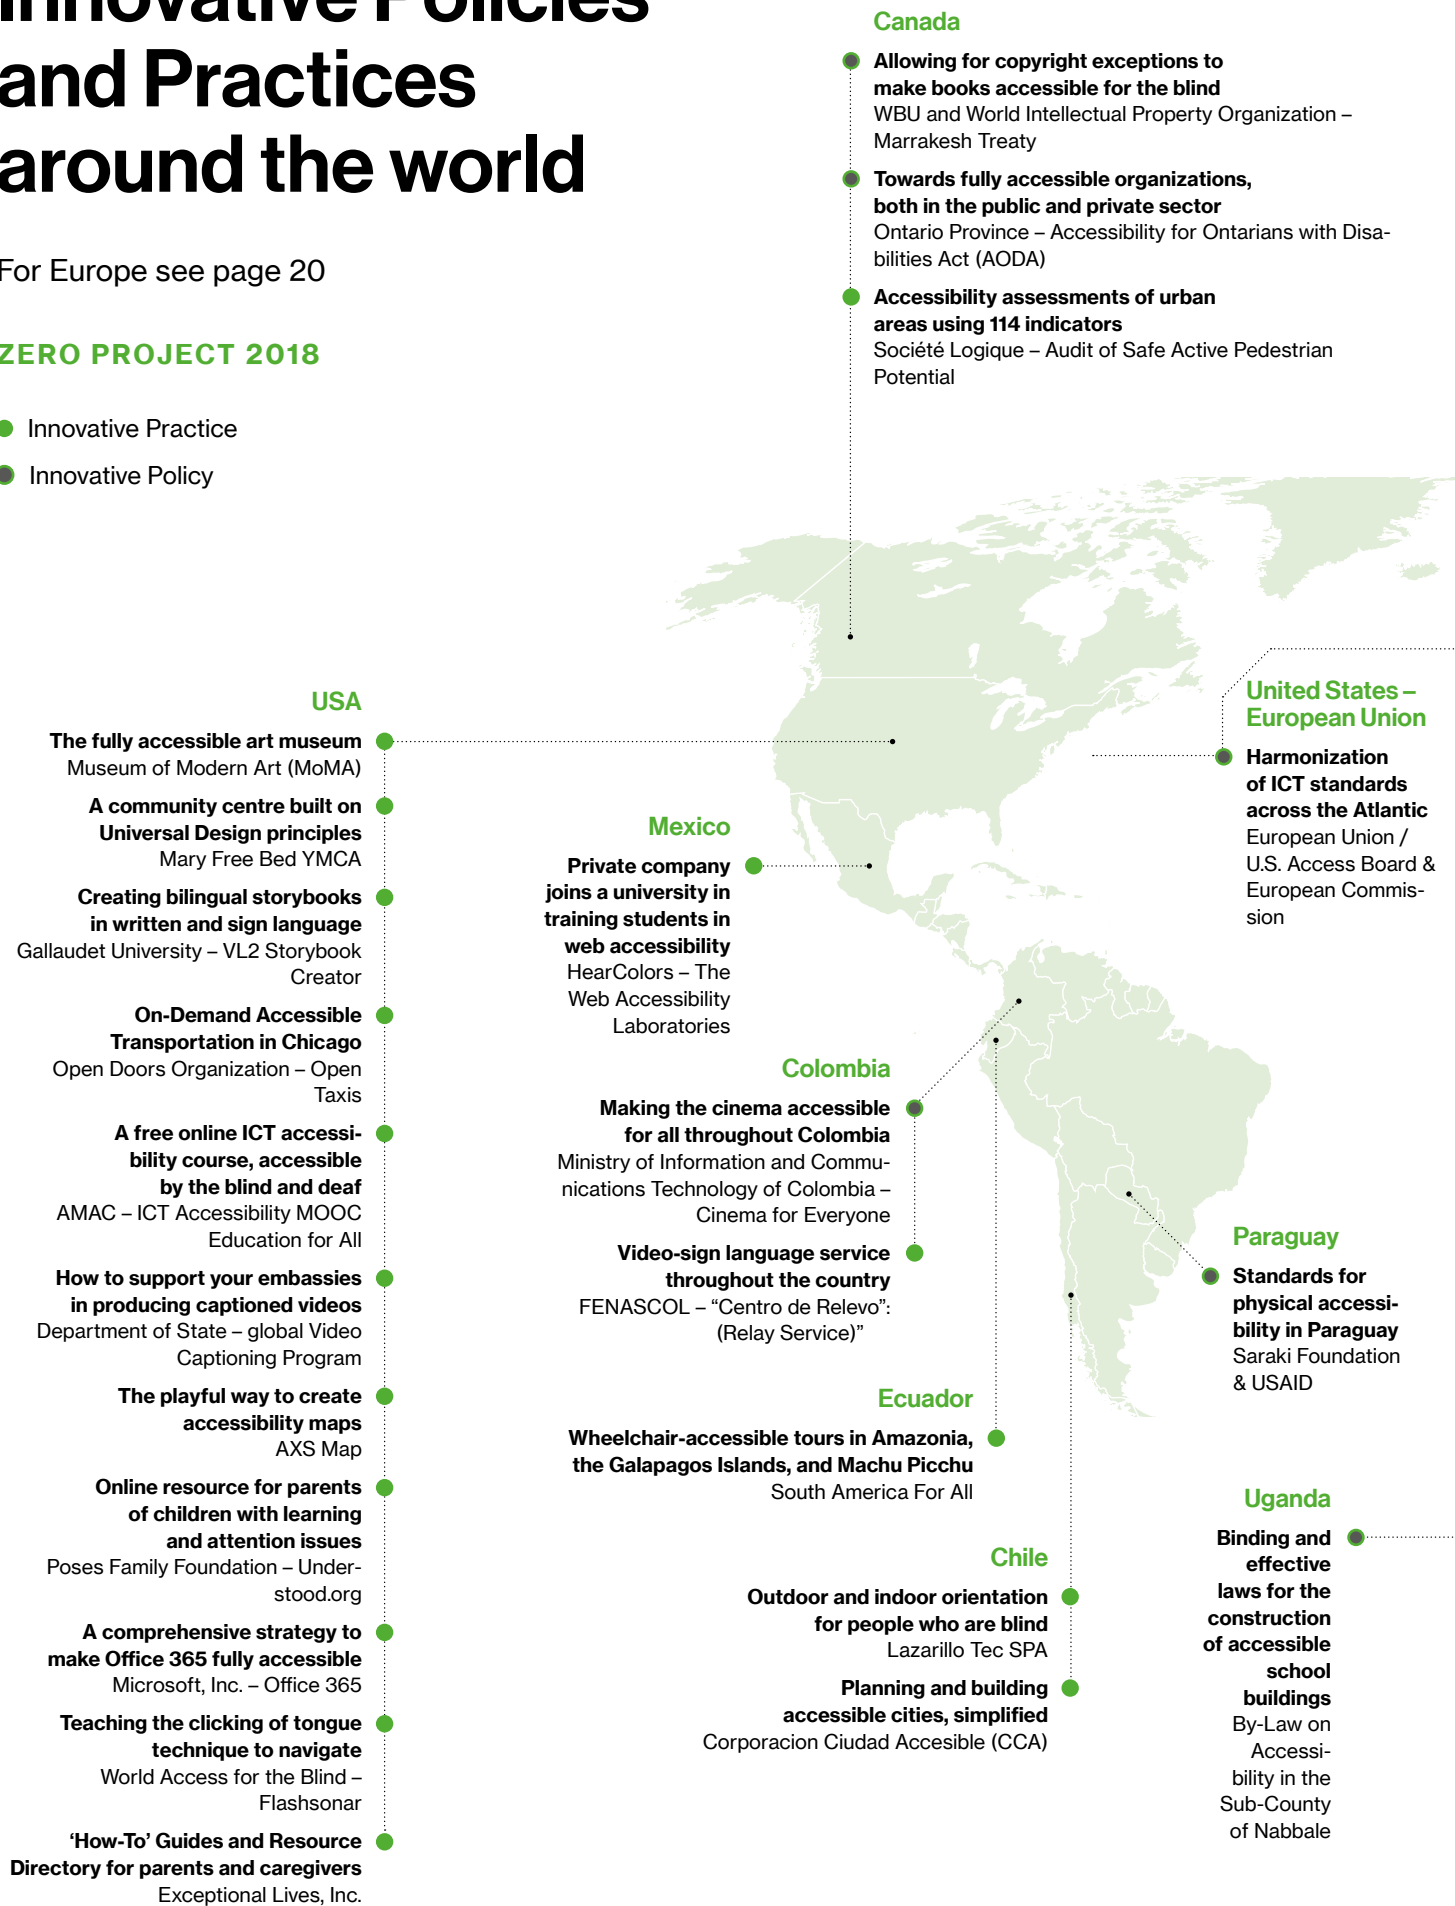 Innovative Policies
and Practices
around the world
For Europe see page 20
ZERO PROJECT 2018
Innovative Practice
Innovative Policy
Canada
Allowing for copyright exceptions to
make books accessible for the blind
WBU and World Intellectual Property Organization –
Marrakesh Treaty
Towards fully accessible organizations,
both in the public and private sector
Ontario Province – Accessibility for Ontarians with Disa-
bilities Act (AODA)
Accessibility assessments of urban
areas using 114 indicators
Société Logique – Audit of Safe Active Pedestrian
Potential
USA
The fully accessible art museum
Museum of Modern Art (MoMA)
A community centre built on
Universal Design principles
Mary Free Bed YMCA
Creating bilingual storybooks
in written and sign language
Gallaudet University – VL2 Storybook
Creator
On-Demand Accessible
Transportation in Chicago
Open Doors Organization – Open
Taxis
A free online ICT accessi-
bility course, accessible
by the blind and deaf
AMAC – ICT Accessibility MOOC
Education for All
How to support your embassies
in producing captioned videos
Department of State – global Video
Captioning Program
The playful way to create
accessibility maps
AXS Map
Online resource for parents
of children with learning
and attention issues
Poses Family Foundation – Under-
stood.org
A comprehensive strategy to
make Office 365 fully accessible
Microsoft, Inc. – Office 365
Teaching the clicking of tongue
technique to navigate
World Access for the Blind –
Flashsonar
‘How-To’ Guides and Resource
Directory for parents and caregivers
Exceptional Lives, Inc.
Mexico
Private company
joins a university in
training students in
web accessibility
HearColors – The
Web Accessibility
Laboratories
Colombia
Making the cinema accessible
for all throughout Colombia
Ministry of Information and Commu-
nications Technology of Colombia –
Cinema for Everyone
Video-sign language service
throughout the country
FENASCOL – “Centro de Relevo”:
(Relay Service)”
Ecuador
Wheelchair-accessible tours in Amazonia,
the Galapagos Islands, and Machu Picchu
South America For All
Chile
Outdoor and indoor orientation
for people who are blind
Lazarillo Tec SPA
Planning and building
accessible cities, simplified
Corporacion Ciudad Accesible (CCA)
United States –
European Union
Harmonization
of ICT standards
across the Atlantic
European Union /
U.S. Access Board &
European Commis-
sion
Paraguay
Standards for
physical accessi-
bility in Paraguay
Saraki Foundation
& USAID
Uganda
Binding and
effective
laws for the
construction
of accessible
school
buildings
By-Law on
Accessi-
bility in the
Sub-County
of Nabbale